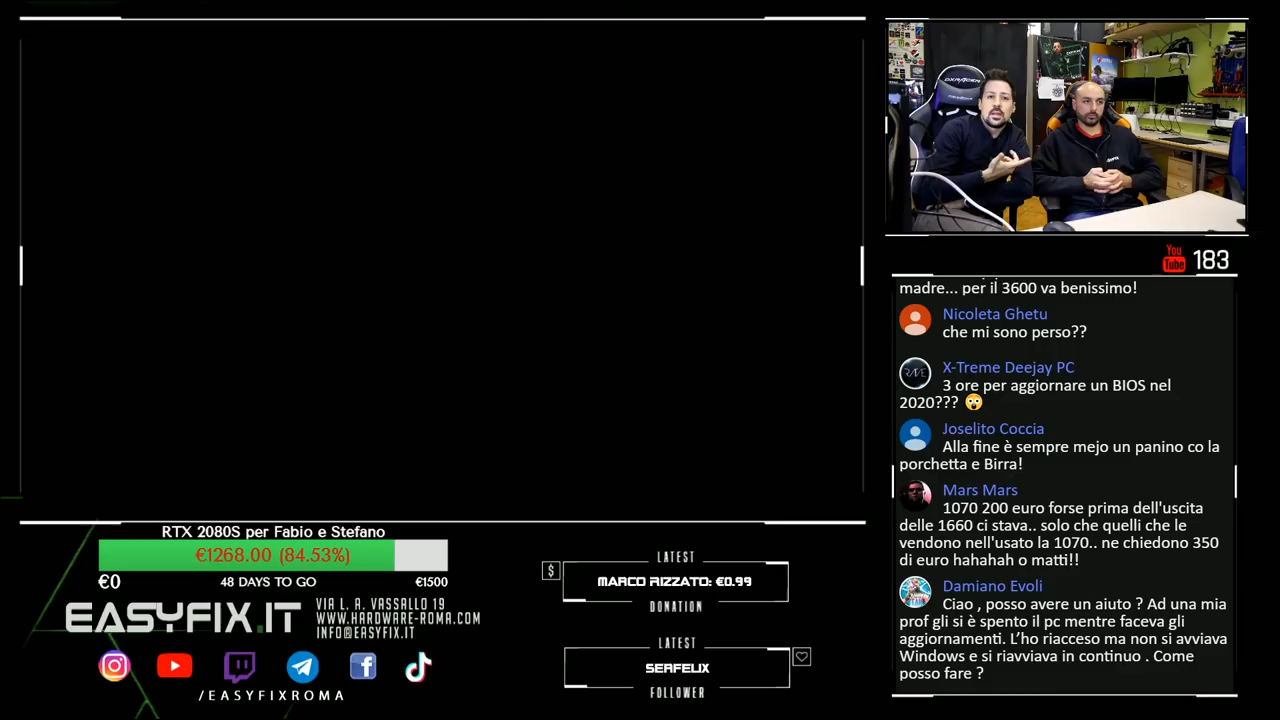 DXRACER
You
Tube 183
madre... per il 3600 va benissimo!
Nicoleta Ghetu
che mi sono perso??
X-Treme Deejay PC
3 ore per aggiornare un BIOS nel
2020??? 😲
Joselito Coccia
Alla fine è sempre mejo un panino co la
porchetta e Birra!
Mars Mars
1070 200 euro forse prima dell'uscita
delle 1660 ci stava.. solo che quelli che le
vendono nell'usato la 1070.. ne chiedono 350
di euro hahahah o matti!!
Damiano Evoli
Ciao , posso avere un aiuto ? Ad una mia
prof gli si è spento il pc mentre faceva gli
aggiornamenti. L'ho riacceso ma non si avviava
Windows e si riavviava in continuo . Come
posso fare ?
RTX 2080S per Fabio e Stefano
€1268.00 (84.53%)
€0 48 DAYS TO GO €1500
EASYFIX.IT
VIA L. A. VASSALLO 19
WWW.HARDWARE-ROMA.COM
INFO@EASYFIX.IT
/EASYFIXROMA
LATEST
$ MARCO RIZZATO: €0.99
DONATION
LATEST
SERFELIX
FOLLOWER